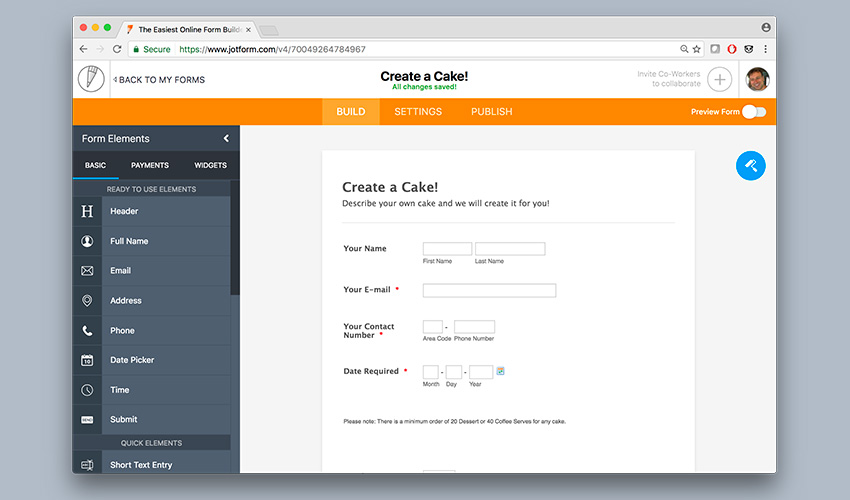 The Easiest Online Form Builde
Secure https://www.jotform.com/v4/70049264784967
BACK TO MY FORMS
Create a Cake!
All changes saved!
Invite Co-Workers
to collaborate
BUILD SETTINGS PUBLISH
Preview Form
Form Elements
BASIC PAYMENTS WIDGETS
READY TO USE ELEMENTS
H Header
Full Name
Email
Address
Phone
10 Date Picker
Time
SEND Submit
QUICK ELEMENTS
Short Text Entry
Create a Cake!
Describe your own cake and we will create it for you!
Your Name
First Name Last Name
Your E-mail *
Your Contact
Number *
- 
Area Code Phone Number
Date Required *
- -
Month Day Year
Please note: There is a minimum order of 20 Dessert or 40 Coffee Serves for any cake.